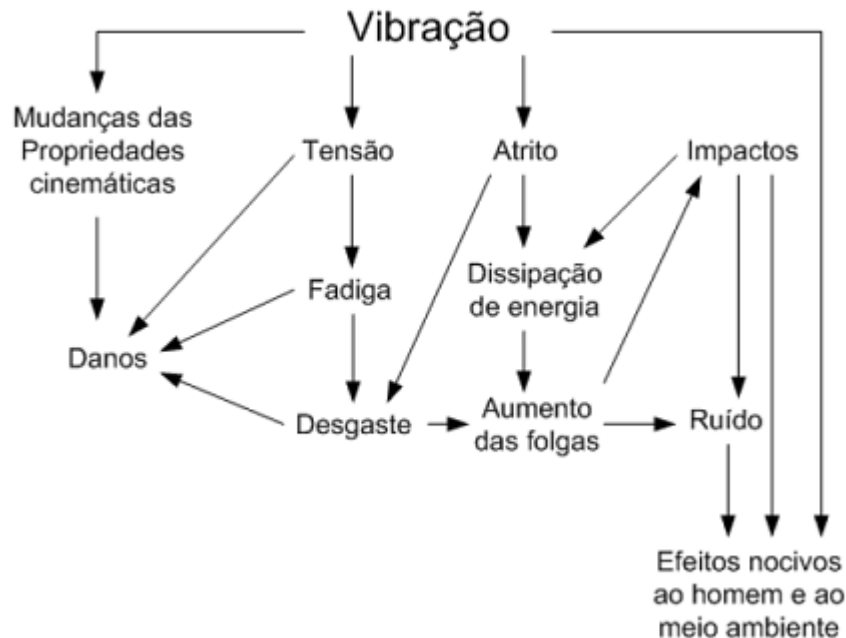 Vibração
Mudanças das
Propriedades
cinemáticas
Tensão
Atrito
Impactos
Fadiga
Dissipação
de energia
Danos
Desgaste
Aumento
das folgas
Ruído
Efeitos nocivos
ao homem e ao
meio ambiente